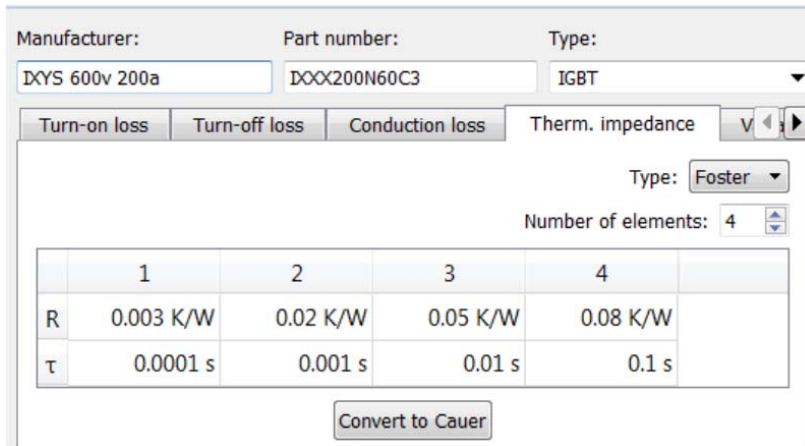 Manufacturer: Part number: Type:
IXYS 600v 200a IXXX200N60C3 IGBT
Turn-on loss Turn-off loss Conduction loss Therm. impedance
Type: Foster
Number of elements: 4
1 2 3 4
R 0.003 K/W 0.02 K/W 0.05 K/W 0.08 K/W
τ 0.0001 s 0.001 s 0.01 s 0.1 s
Convert to Cauer